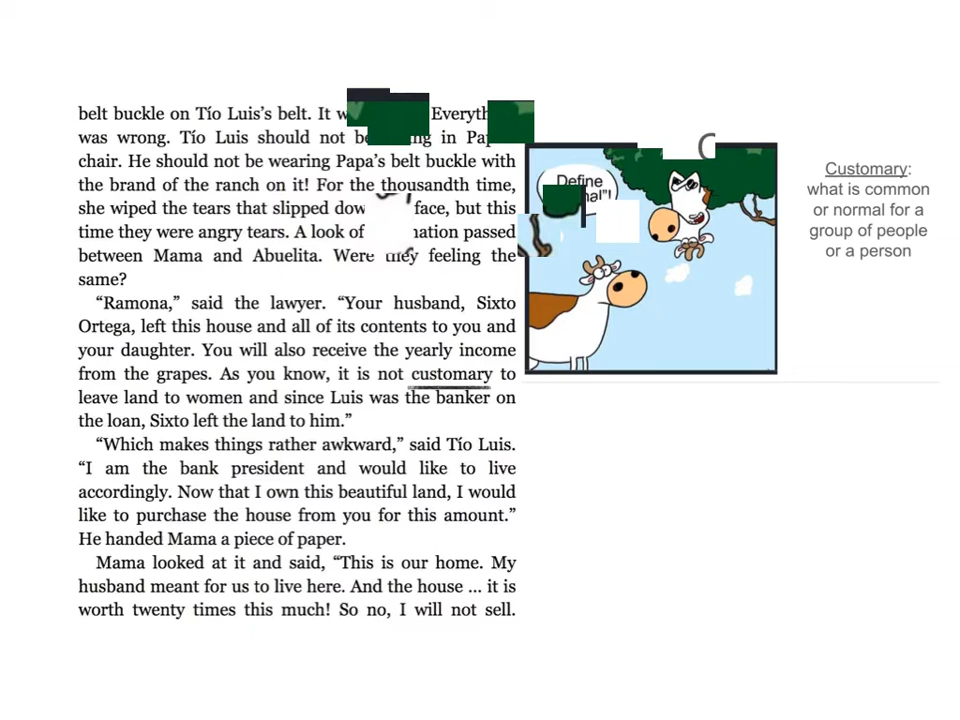 belt buckle on Tío Luis's belt. It
was wrong. Tío Luis should not in
chair. He should not be wearing Papa's belt buckle with
the brand of the ranch on it! For the thousandth time,
she wiped the tears that slipped face, but this
time they were angry tears. A look of passed
between Mama and Abuelita. Were they feeling the
same?
“Ramona,” said the lawyer. “Your husband, Sixto
Ortega, left this house and all of its contents to you and
your daughter. You will also receive the yearly income
from the grapes. As you know, it is not customary to
leave land to women and since Luis was the banker on
the loan, Sixto left the land to him.”
“Which makes things rather awkward,” said Tío Luis.
“I am the bank president and would like to live
accordingly. Now that I own this beautiful land, I would
like to purchase the house from you for this amount.”
He handed Mama a piece of paper.
Mama looked at it and said, “This is our home. My
husband meant for us to live here. And the house ... it is
worth twenty times this much! So no, I will not sell.
Define
Customary:
what is common
or normal for a
group of people
or a person